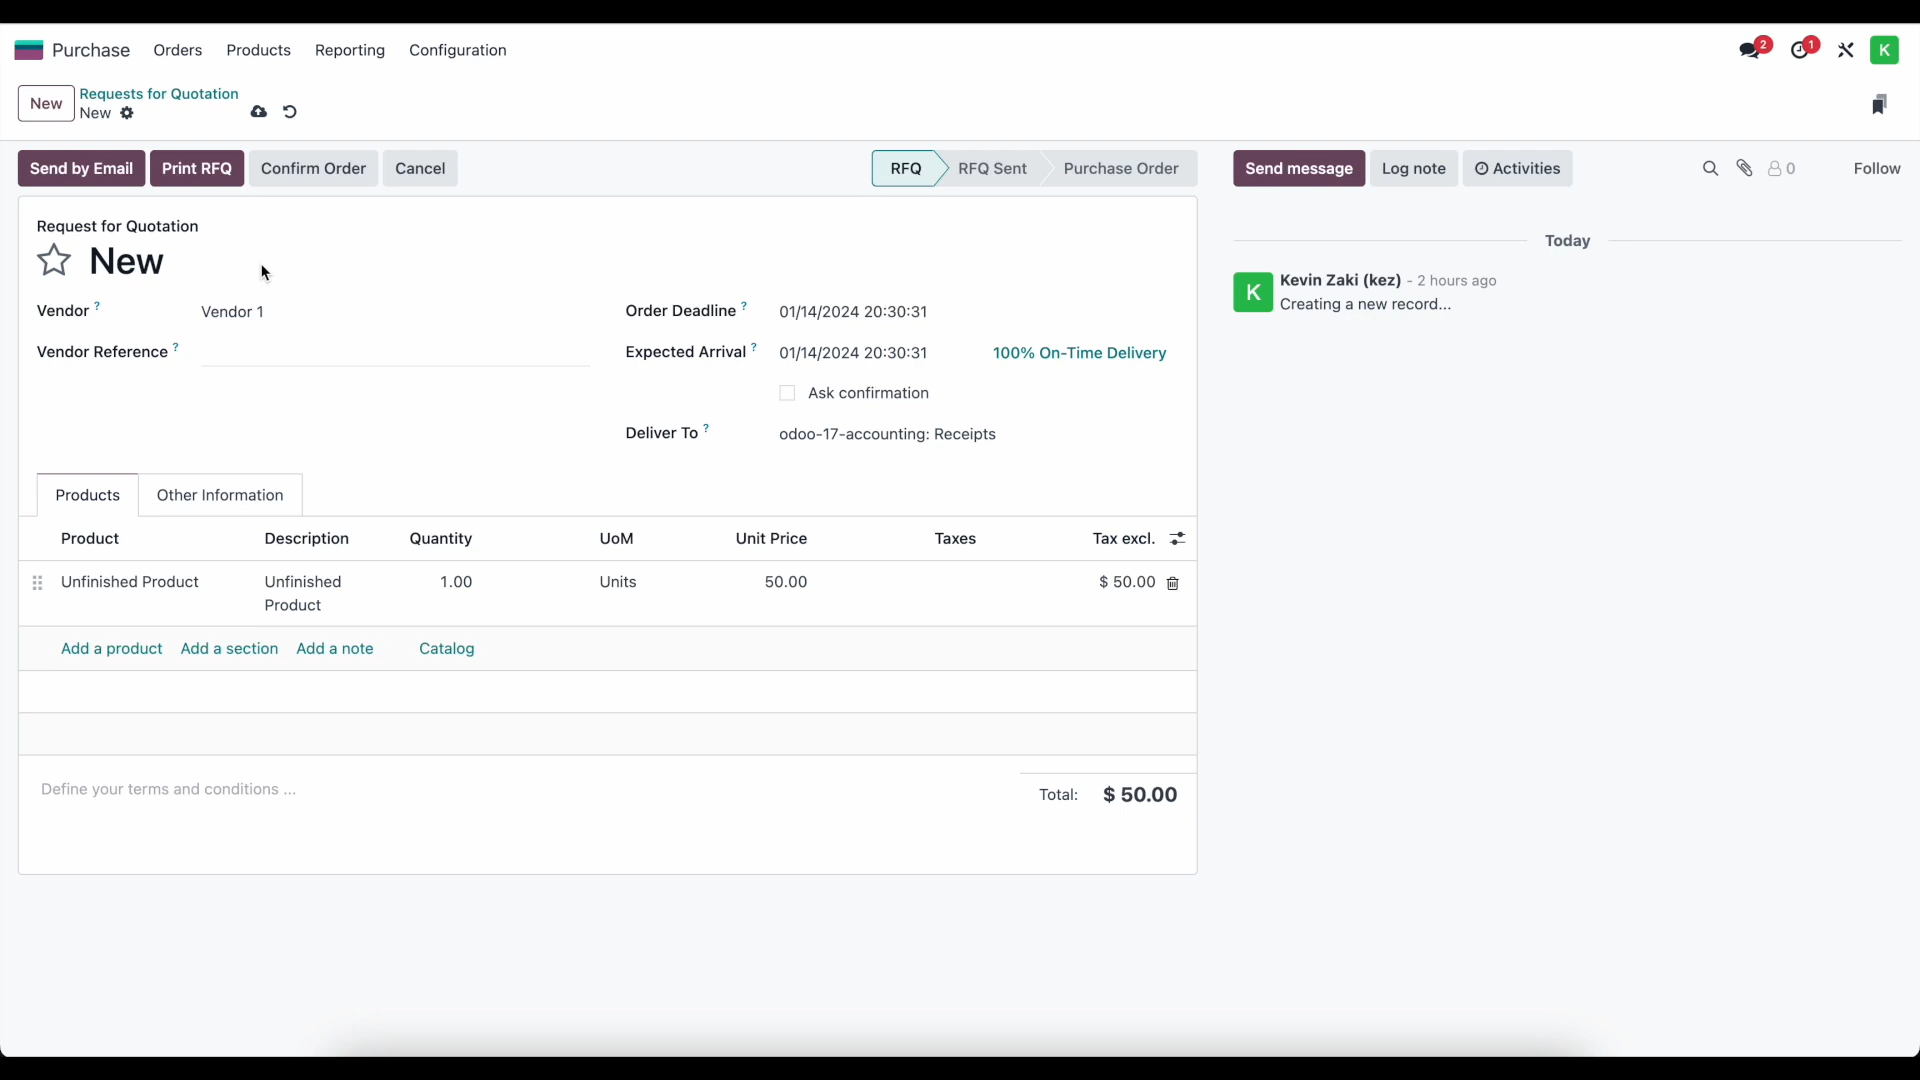 Purchase Orders Products Reporting Configuration 2 1 K
New Requests for Quotation
New
Send by Email Print RFQ Confirm Order Cancel RFQ RFQ Sent Purchase Order Send message Log note Activities 0 Follow
Request for Quotation
New
Today
Kevin Zaki (kez) - 2 hours ago
K Creating a new record...
Vendor ? Vendor 1 Order Deadline ? 01/14/2024 20:30:31
Vendor Reference ? Expected Arrival ? 01/14/2024 20:30:31 100% On-Time Delivery
Ask confirmation
Deliver To ? odoo-17-accounting: Receipts
Products Other Information
Product Description Quantity UoM Unit Price Taxes Tax excl.
Unfinished Product Unfinished 1.00 Units 50.00 $ 50.00
Product
Add a product Add a section Add a note Catalog
Define your terms and conditions ... Total: $ 50.00